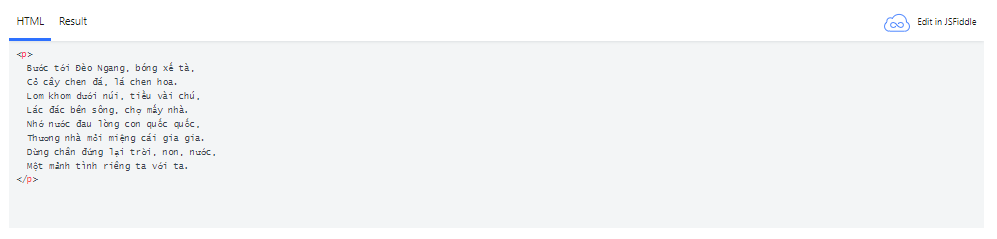 HTML Result Edit in JSFiddle
<p>
Bước tới Đèo Ngang, bóng xế tà,
Cỏ cây chen đá, lá chen hoa.
Lom khom dưới núi, tiều vài chú,
Lác đác bên sông, chợ mấy nhà.
Nhớ nước đau lòng con quốc quốc,
Thương nhà mỏi miệng cái gia gia.
Dừng chân đứng lại trời, non, nước,
Một mảnh tình riêng ta với ta.
</p>